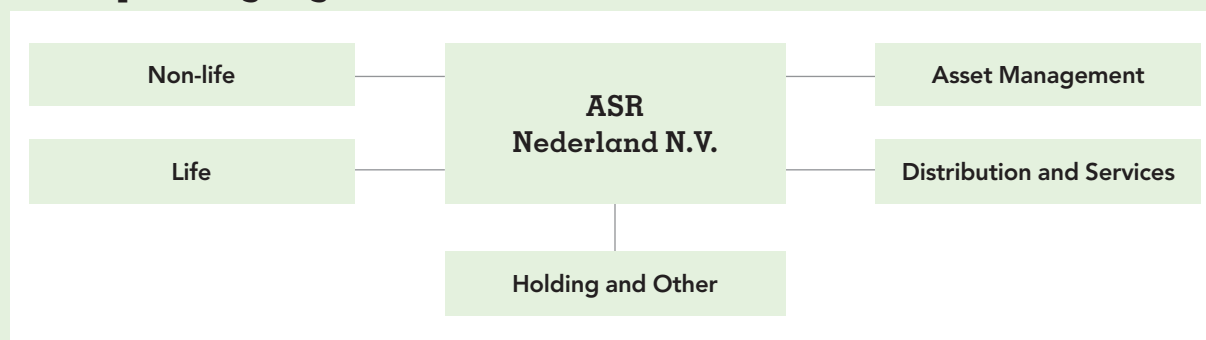 Non-life
Life
ASR
Nederland N.V.
Asset Management
Distribution and Services
Holding and Other